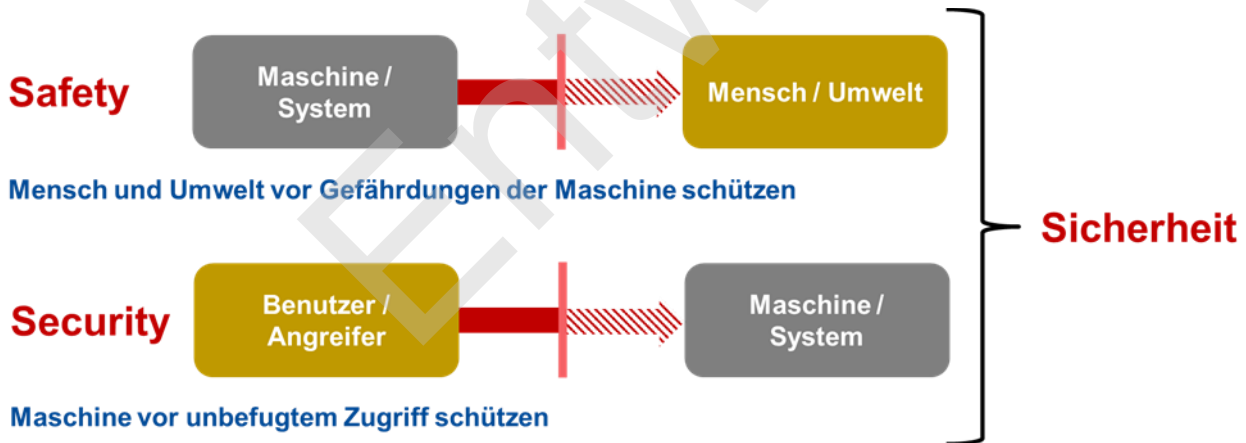 Safety
Maschine /
System
Mensch / Umwelt
Mensch und Umwelt vor Gefährdungen der Maschine schützen
Sicherheit
Security
Benutzer /
Angreifer
Maschine /
System
Maschine vor unbefugtem Zugriff schützen
Entw